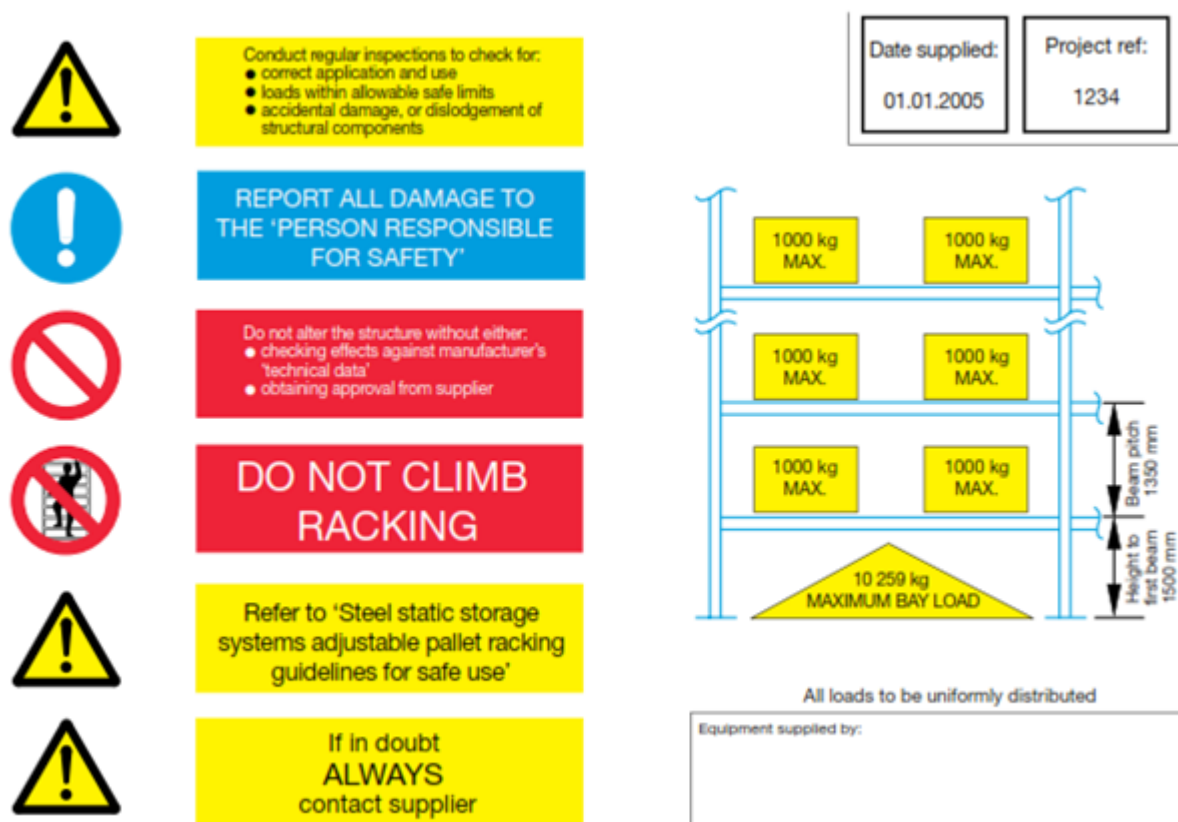 Conduct regular inspections to check for:
● correct application and use
● loads within allowable safe limits
● accidental damage, or dislodgement of
structural components
REPORT ALL DAMAGE TO
THE ‘PERSON RESPONSIBLE
FOR SAFETY’
Do not alter the structure without either:
● checking effects against manufacturer’s
‘technical data’
● obtaining approval from supplier
DO NOT CLIMB
RACKING
Refer to ‘Steel static storage
systems adjustable pallet racking
guidelines for safe use’
If in doubt
ALWAYS
contact supplier
Date supplied:
01.01.2005
Project ref:
1234
1000 kg
MAX.
1000 kg
MAX.
1000 kg
MAX.
1000 kg
MAX.
1000 kg
MAX.
1000 kg
MAX.
Beam pitch
1350 mm
10 259 kg
MAXIMUM BAY LOAD
Height to
first beam
1500 mm
All loads to be uniformly distributed
Equipment supplied by: